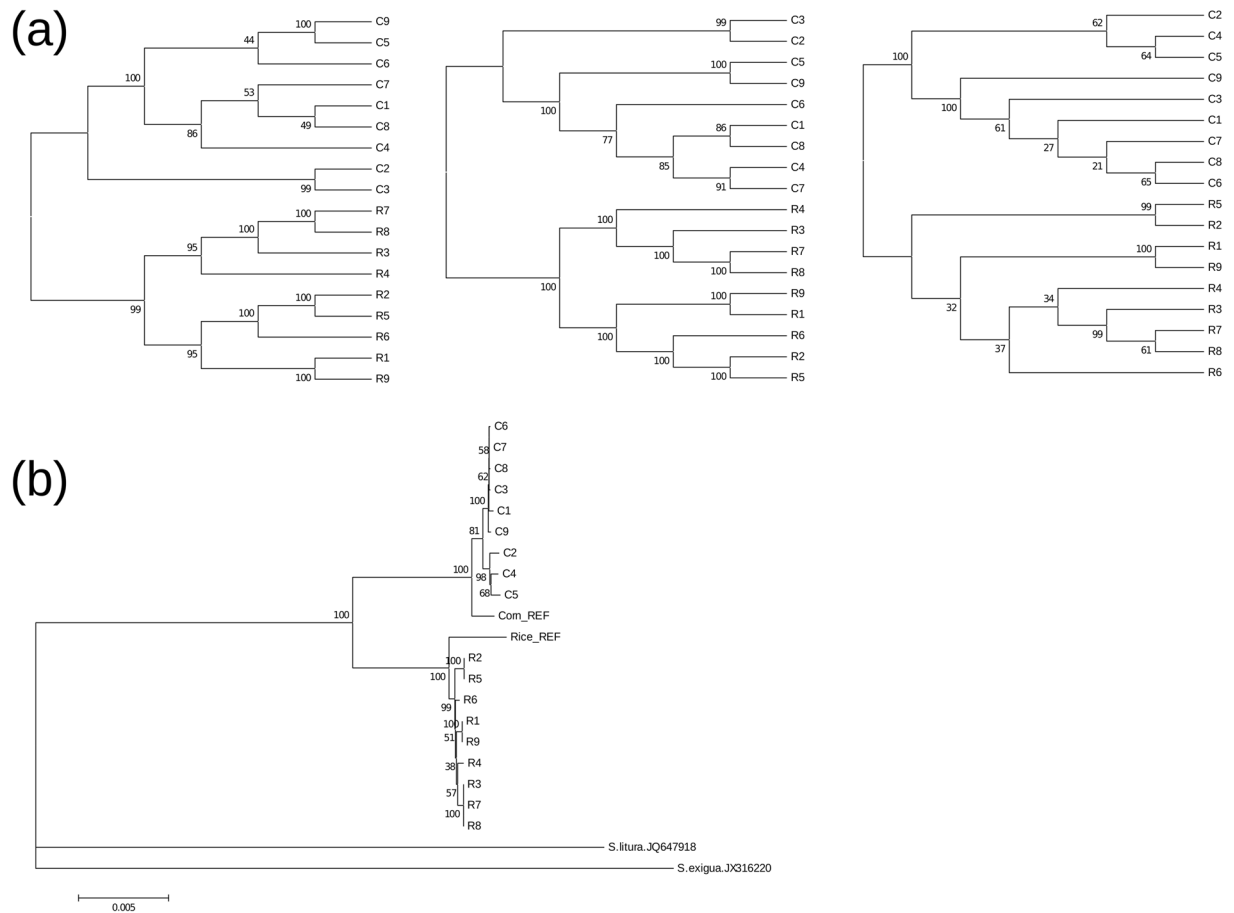 (a)
100
C9
C5
44
C6
100
53
C7
C1
49
C8
86
C4
C2
99
C3
100
R7
R8
100
R3
95
R4
99
100
R2
R5
100
R6
95
R1
100
R9
99
C3
C2
100
C5
C9
100
C6
77
86
C1
C8
85
C4
91
C7
100
R4
R3
100
R7
100
R8
100
100
R9
R1
100
R6
100
R2
100
R5
62
C2
C4
64
C5
100
C9
100
C3
61
C1
27
C7
21
C8
65
C6
99
R5
R2
100
R1
R9
32
34
R4
R3
99
R7
61
R8
37
R6
(b)
C6
58
C7
C8
62
C3
100
C1
81
C9
C2
100
98
C4
68
C5
100
Corn_REF
Rice_REF
100
R2
100
R5
R6
99
100
R1
51
R9
38
R4
R3
57
R7
100
R8
S.litura.JQ647918
S.exigua.JX316220
0.005